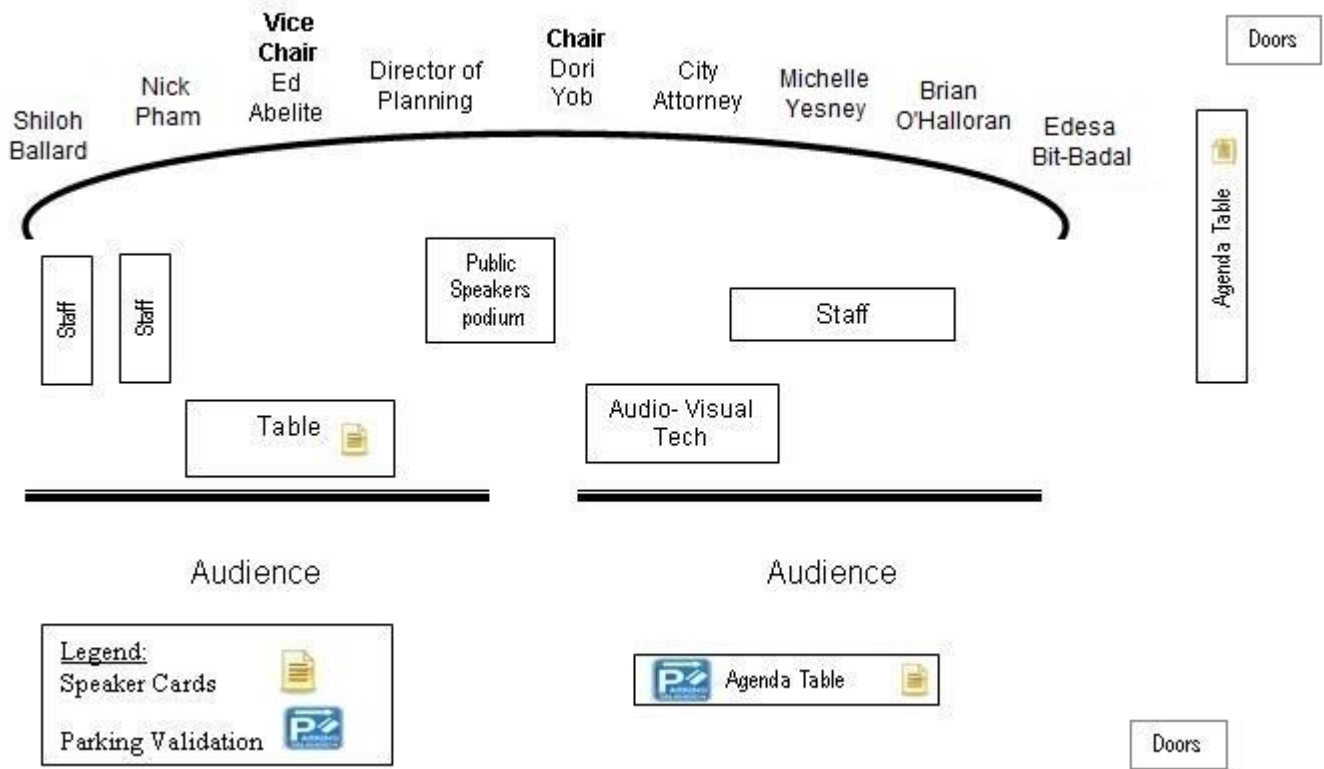 Shiloh
Ballard
Nick
Pham
Vice
Chair
Ed
Abelite
Director of
Planning
Chair
Dori
Yob
City
Attorney
Michelle
Yesney
Brian
O'Halloran
Edesa
Bit-Badal
Doors
Agenda Table
Staff
Staff
Public
Speakers
podium
Staff
Table
Audio- Visual
Tech
Audience
Audience
Legend:
Speaker Cards
Parking Validation
P
P
Agenda Table
Doors